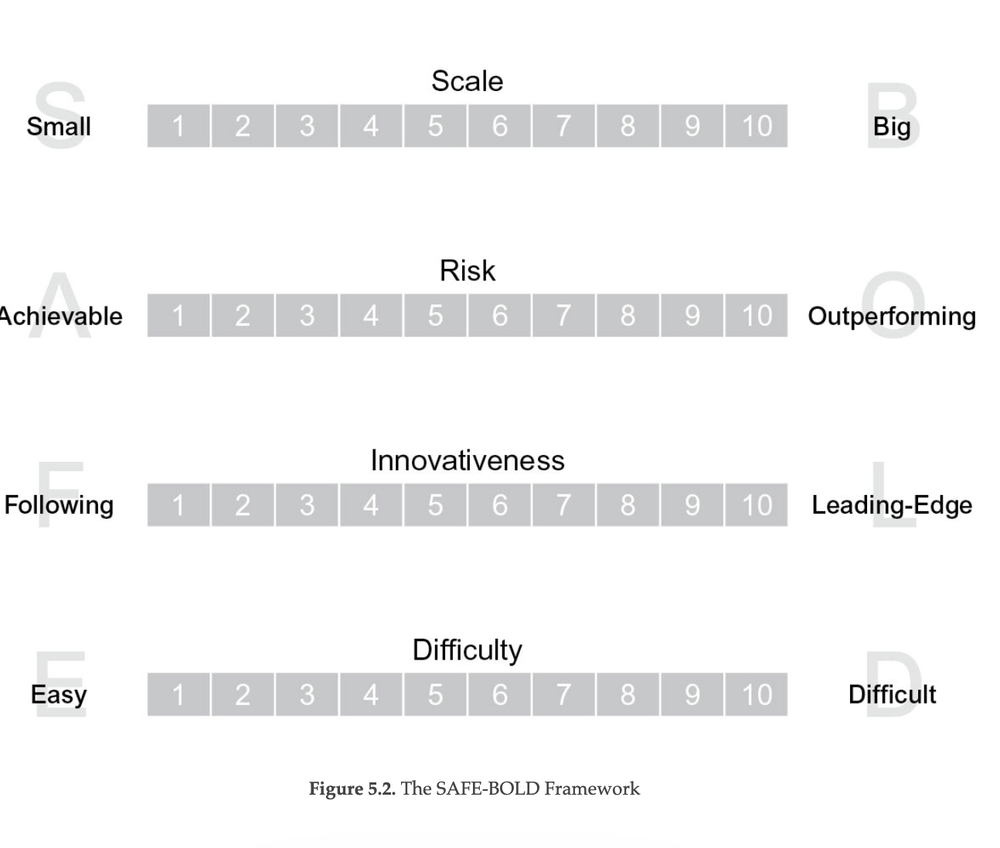 Scale
S
Small
1 2 3 4 5 6 7 8 9 10
B
Big
Risk
A
Achievable
1 2 3 4 5 6 7 8 9 10
O
Outperforming
Innovativeness
F
Following
1 2 3 4 5 6 7 8 9 10
L
Leading-Edge
Difficulty
E
Easy
1 2 3 4 5 6 7 8 9 10
D
Difficult
Figure 5.2. The SAFE-BOLD Framework